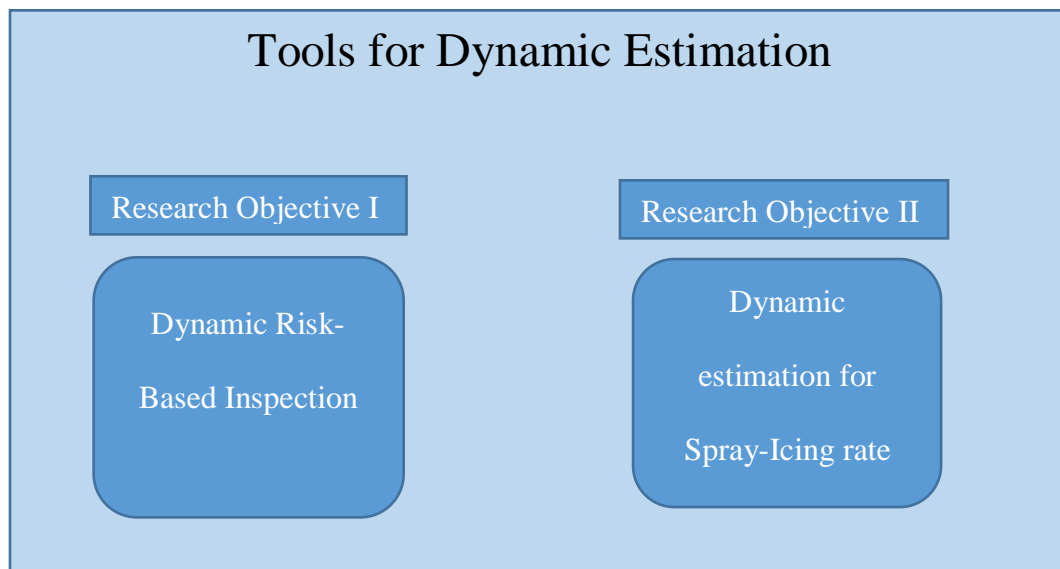 Tools for Dynamic Estimation
Research Objective I
Dynamic Risk-
Based Inspection
Research Objective II
Dynamic
estimation for
Spray-Icing rate